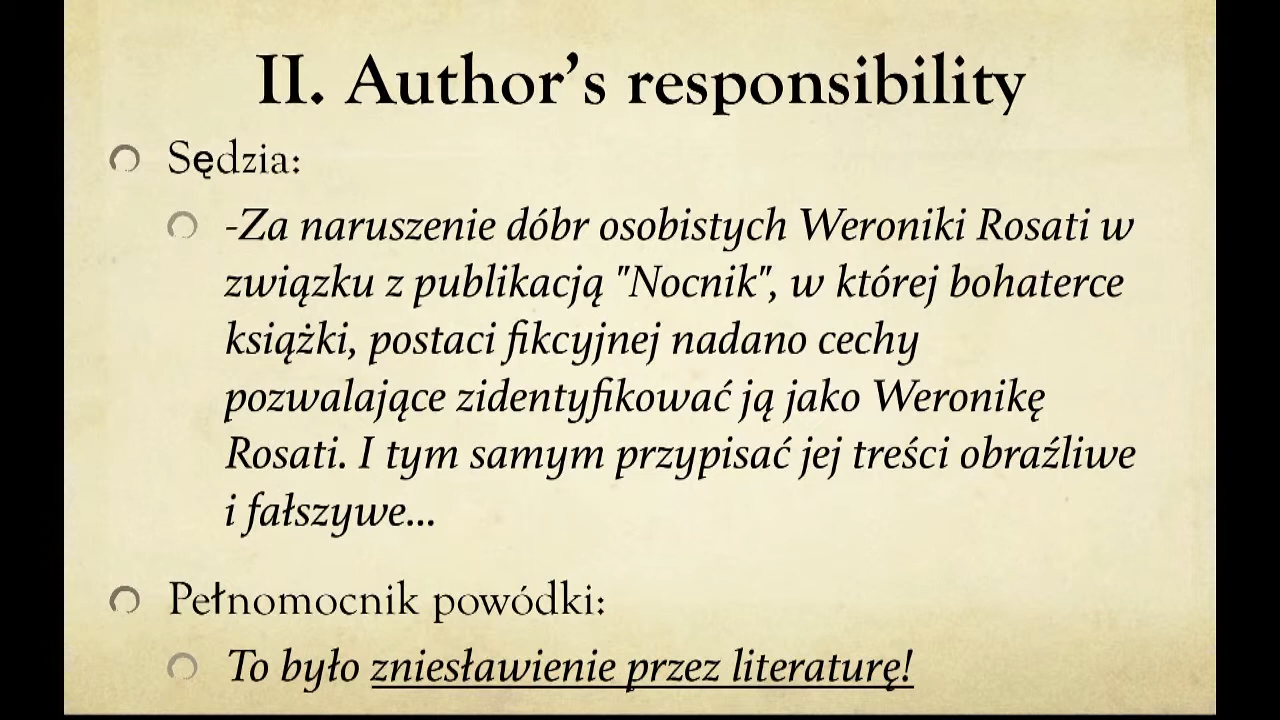 II. Author's responsibility
Sędzia:
-Za naruszenie dóbr osobistych Weroniki Rosati w
związku z publikacją "Nocnik", w której bohaterce
książki, postaci fikcyjnej nadano cechy
pozwalające zidentyfikować ją jako Weronikę
Rosati. I tym samym przypisać jej treści obraźliwe
i fałszywe...
Pełnomocnik powódki:
To było zniesławienie przez literaturę!